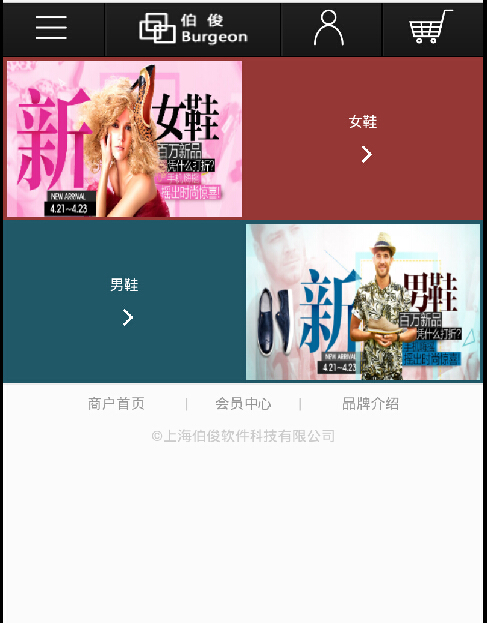 伯 俊
Burgeon
新
女鞋
百万新品
凭什么打折?
摇出时尚惊喜!
NEW ARRIVAL
4.21~4.23
女鞋
男鞋
新
男鞋
百万新品
凭什么打折?
摇出时尚惊喜!
NEW ARRIVAL
4.21~4.23
商户首页 | 会员中心 | 品牌介绍
©上海伯俊软件科技有限公司